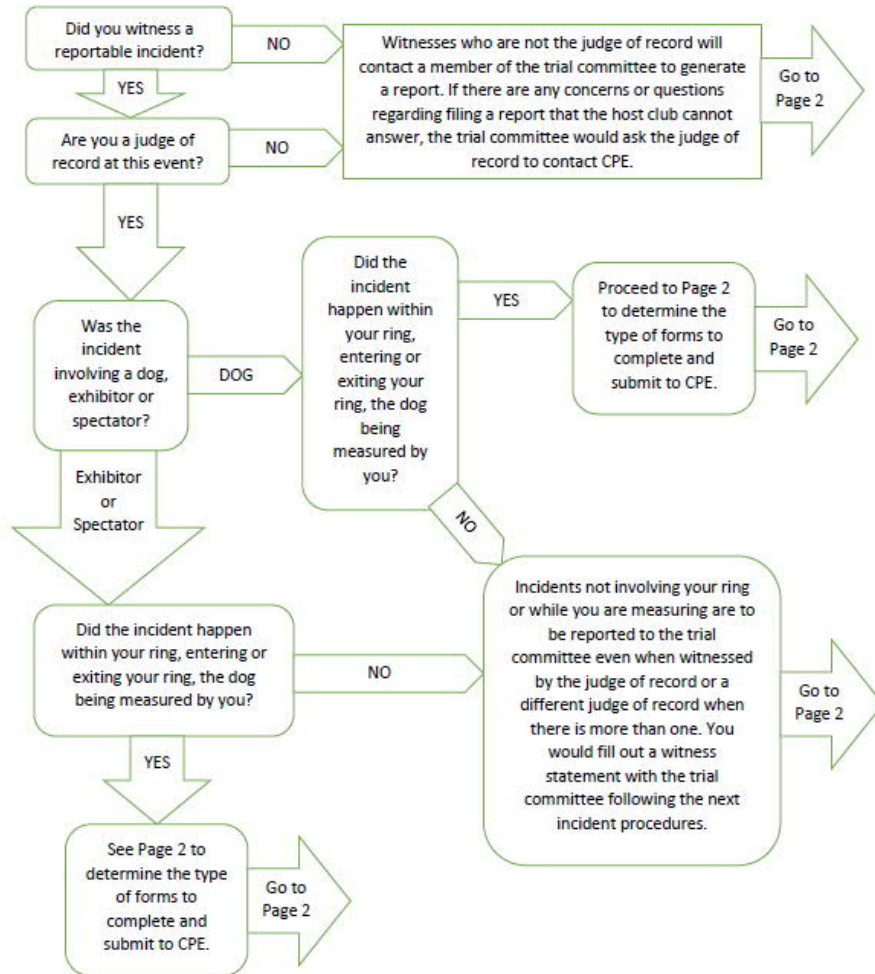 Did you witness a
reportable incident?
NO
Witnesses who are not the judge of record will
contact a member of the trial committee to generate
a report. If there are any concerns or questions
regarding filing a report that the host club cannot
answer, the trial committee would ask the judge of
record to contact CPE.
Go to
Page 2
YES
Are you a judge of
record at this event?
NO
YES
Was the
incident
involving a dog,
exhibitor or
spectator?
DOG
Did the
incident
happen within
your ring,
entering or
exiting your
ring, the dog
being
measured by
you?
YES
Proceed to Page 2
to determine the
type of forms to
complete and
submit to CPE.
Go to
Page 2
NO
Exhibitor
or
Spectator
Did the incident happen
within your ring, entering or
exiting your ring, the dog
being measured by you?
NO
Incidents not involving your ring
or while you are measuring are to
be reported to the trial
committee even when witnessed
by the judge of record or a
different judge of record when
there is more than one. You
would fill out a witness
statement with the trial
committee following the next
incident procedures.
Go to
Page 2
YES
See Page 2 to
determine the type
of forms to
complete and
submit to CPE.
Go to
Page 2